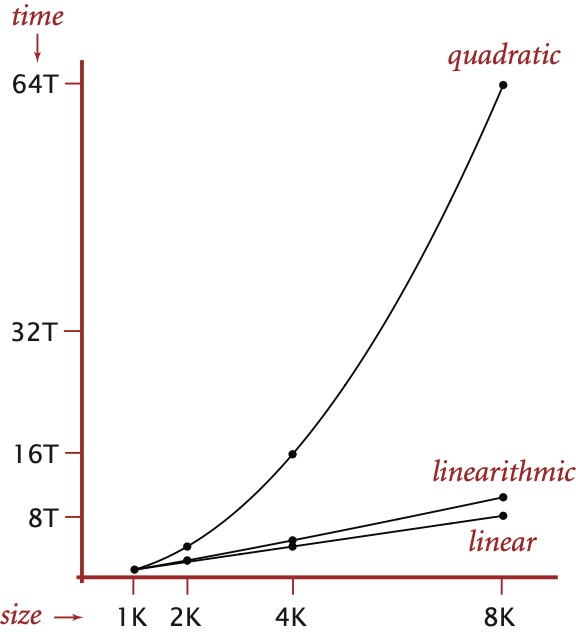 time
quadratic
64T
32T
16T
linearithmic
8T
linear
size
1K 2K 4K 8K